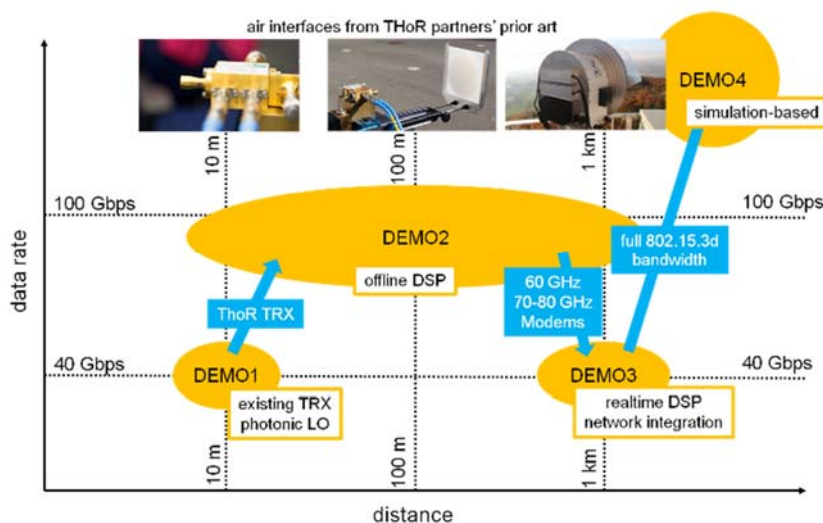 air interfaces from THoR partners' prior art
DEMO4
simulation-based
10 m
100 m
1 km
100 Gbps
100 Gbps
DEMO2
full 802.15.3d
bandwidth
offline DSP
60 GHz
70-80 GHz
Modems
ThoR TRX
data rate
40 Gbps
40 Gbps
DEMO1
DEMO3
existing TRX
photonic LO
realtime DSP
network integration
10 m
100 m
1 km
distance